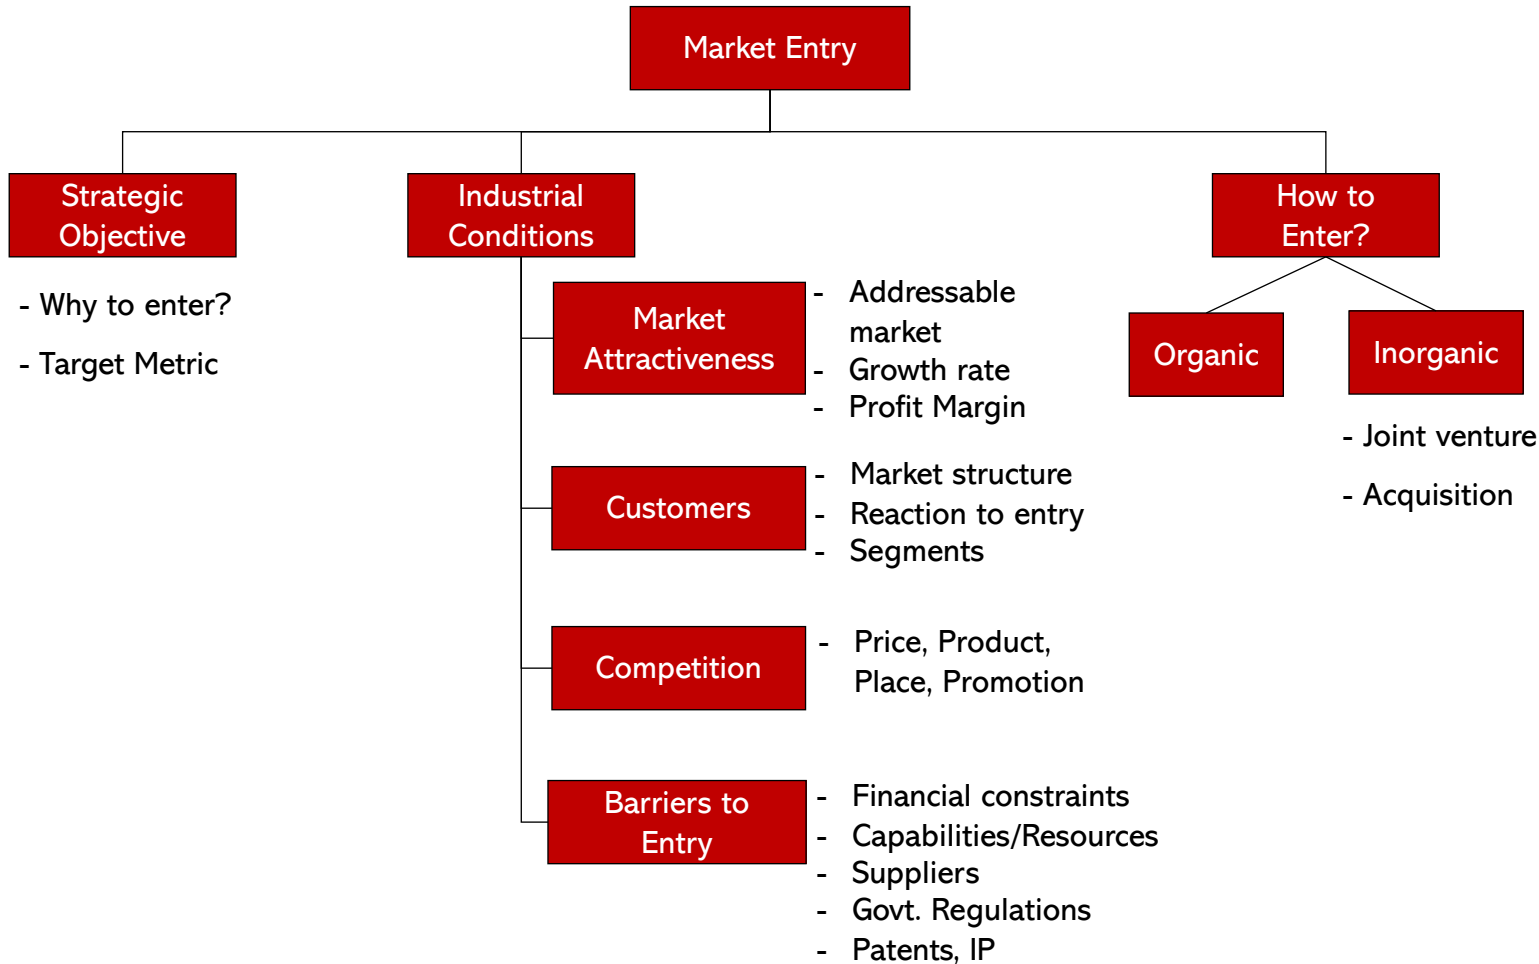 Market Entry
Strategic
Objective
- Why to enter?
- Target Metric
Industrial
Conditions
Market
Attractiveness
- Addressable
market
- Growth rate
- Profit Margin
Customers
- Market structure
- Reaction to entry
- Segments
Competition
- Price, Product,
Place, Promotion
Barriers to
Entry
- Financial constraints
- Capabilities/Resources
- Suppliers
- Govt. Regulations
- Patents, IP
How to
Enter?
Organic
Inorganic
- Joint venture
- Acquisition